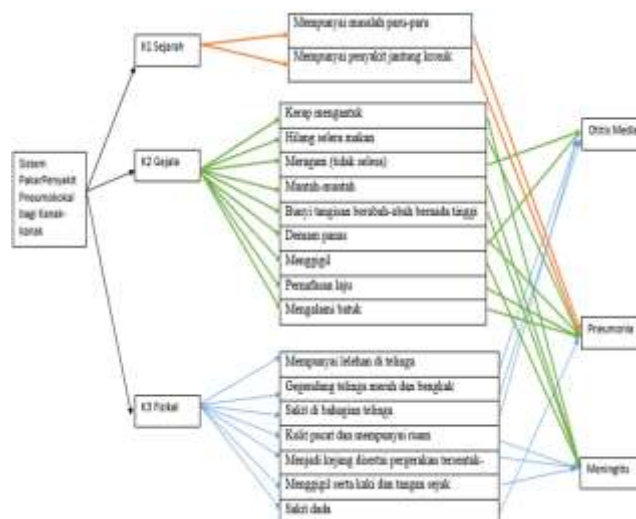 Sistem
PakarPenyakit
Pneumokokal
bagi Kanak-
kanak
K1 Sejarah
K2 Gejala
K3 Fizikal
Mempunyai masalah paru-paru
Mempunyai penyakit jantung kronik
Kerap mengantuk
Hilang selera makan
Meragam (tidak selesa)
Muntah-muntah
Bunyi tangisan berubah-ubah bernada tinggi
Demam panas
Menggigil
Pernafasan laju
Mengalami batuk
Mempunyai lelehan di telinga
Gegendang telinga merah dan bengkak
Sakit di bahagian telinga
Kulit pucat dan mempunyai ruam
Menjadi kejang disertai pergerakan tersentak-
Menggigil serta kaki dan tangan sejuk
Sakit dada
Otitis Media
Pneumonia
Meningitis